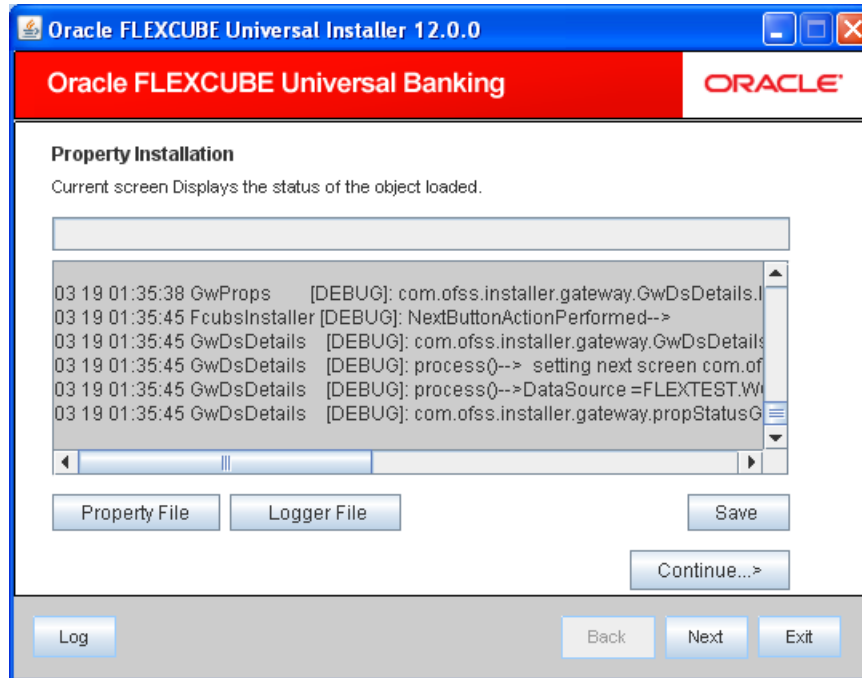 Oracle FLEXCUBE Universal Installer 12.0.0
Oracle FLEXCUBE Universal Banking
ORACLE
Property Installation
Current screen Displays the status of the object loaded.
03 19 01:35:38 GwProps [DEBUG]: com.ofss.installer.gateway.GwDsDetails.I
03 19 01:35:45 FcubsInstaller [DEBUG]: NextButtonActionPerformed-->
03 19 01:35:45 GwDsDetails [DEBUG]: com.ofss.installer.gateway.GwDsDetails
03 19 01:35:45 GwDsDetails [DEBUG]: process()--> setting next screen com.of
03 19 01:35:45 GwDsDetails [DEBUG]: process()-->DataSource =FLEXTEST.W
03 19 01:35:45 GwDsDetails [DEBUG]: com.ofss.installer.gateway.propStatusG
Property File Logger File Save
Continue...>
Log Back Next Exit